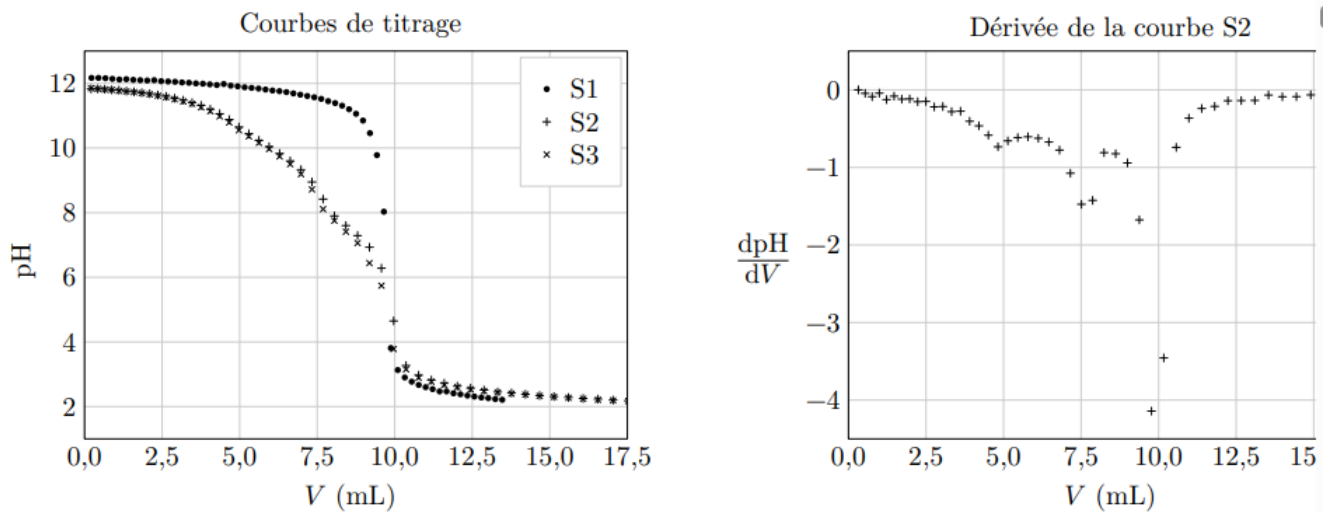 Courbes de titrage
12
10
8
6
4
2
pH
S1
S2
S3
0,0 2,5 5,0 7,5 10,0 12,5 15,0 17,5
V (mL)
Dérivée de la courbe S2
0
−1
−2
−3
−4
dpH
dV
0,0 2,5 5,0 7,5 10,0 12,5 15
V (mL)